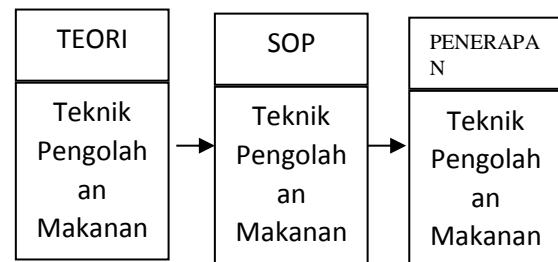 TEORI
Teknik
Pengolah
an
Makanan
SOP
Teknik
Pengolah
an
Makanan
PENERAPA
N
Teknik
Pengolah
an
Makanan